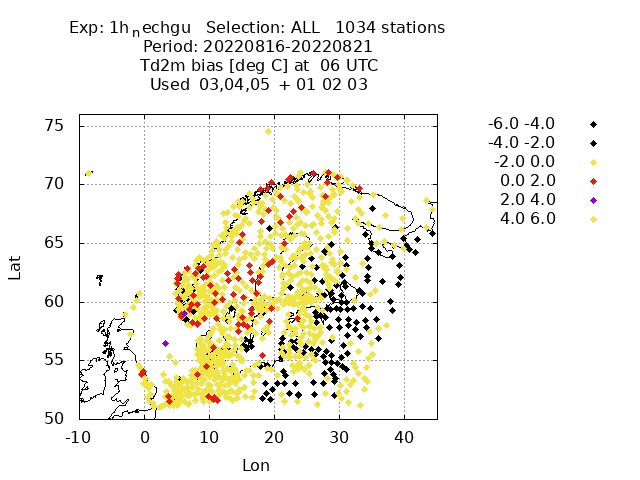 Exp: 1hnechgu Selection: ALL 1034 stations
Period: 20220816-20220821
Td2m bias [deg C] at 06 UTC
Used 03,04,05 + 01 02 03
-6.0 -4.0
-4.0 -2.0
-2.0 0.0
0.0 2.0
2.0 4.0
4.0 6.0
75
70
65
60
55
50
Lat
-10 0 10 20 30 40
Lon